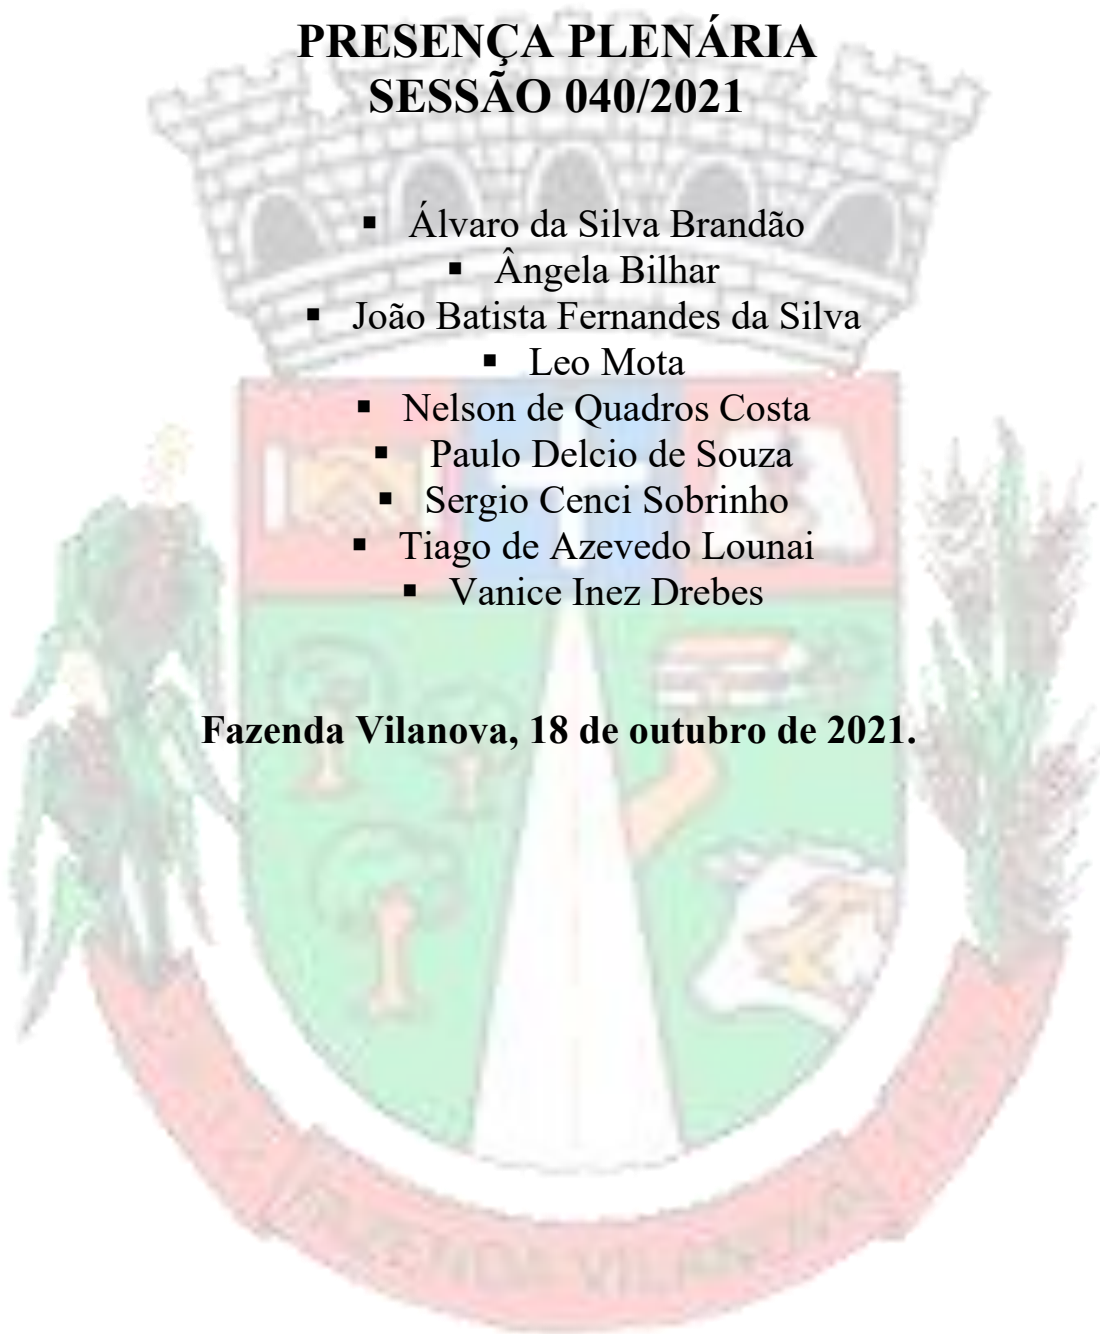 PRESENÇA PLENÁRIA
SESSÃO 040/2021
▪ Álvaro da Silva Brandão
▪ Ângela Bilhar
▪ João Batista Fernandes da Silva
▪ Leo Mota
▪ Nelson de Quadros Costa
▪ Paulo Delcio de Souza
▪ Sergio Cenci Sobrinho
▪ Tiago de Azevedo Lounai
▪ Vanice Inez Drebes
Fazenda Vilanova, 18 de outubro de 2021.
FAZENDA VILANOVA